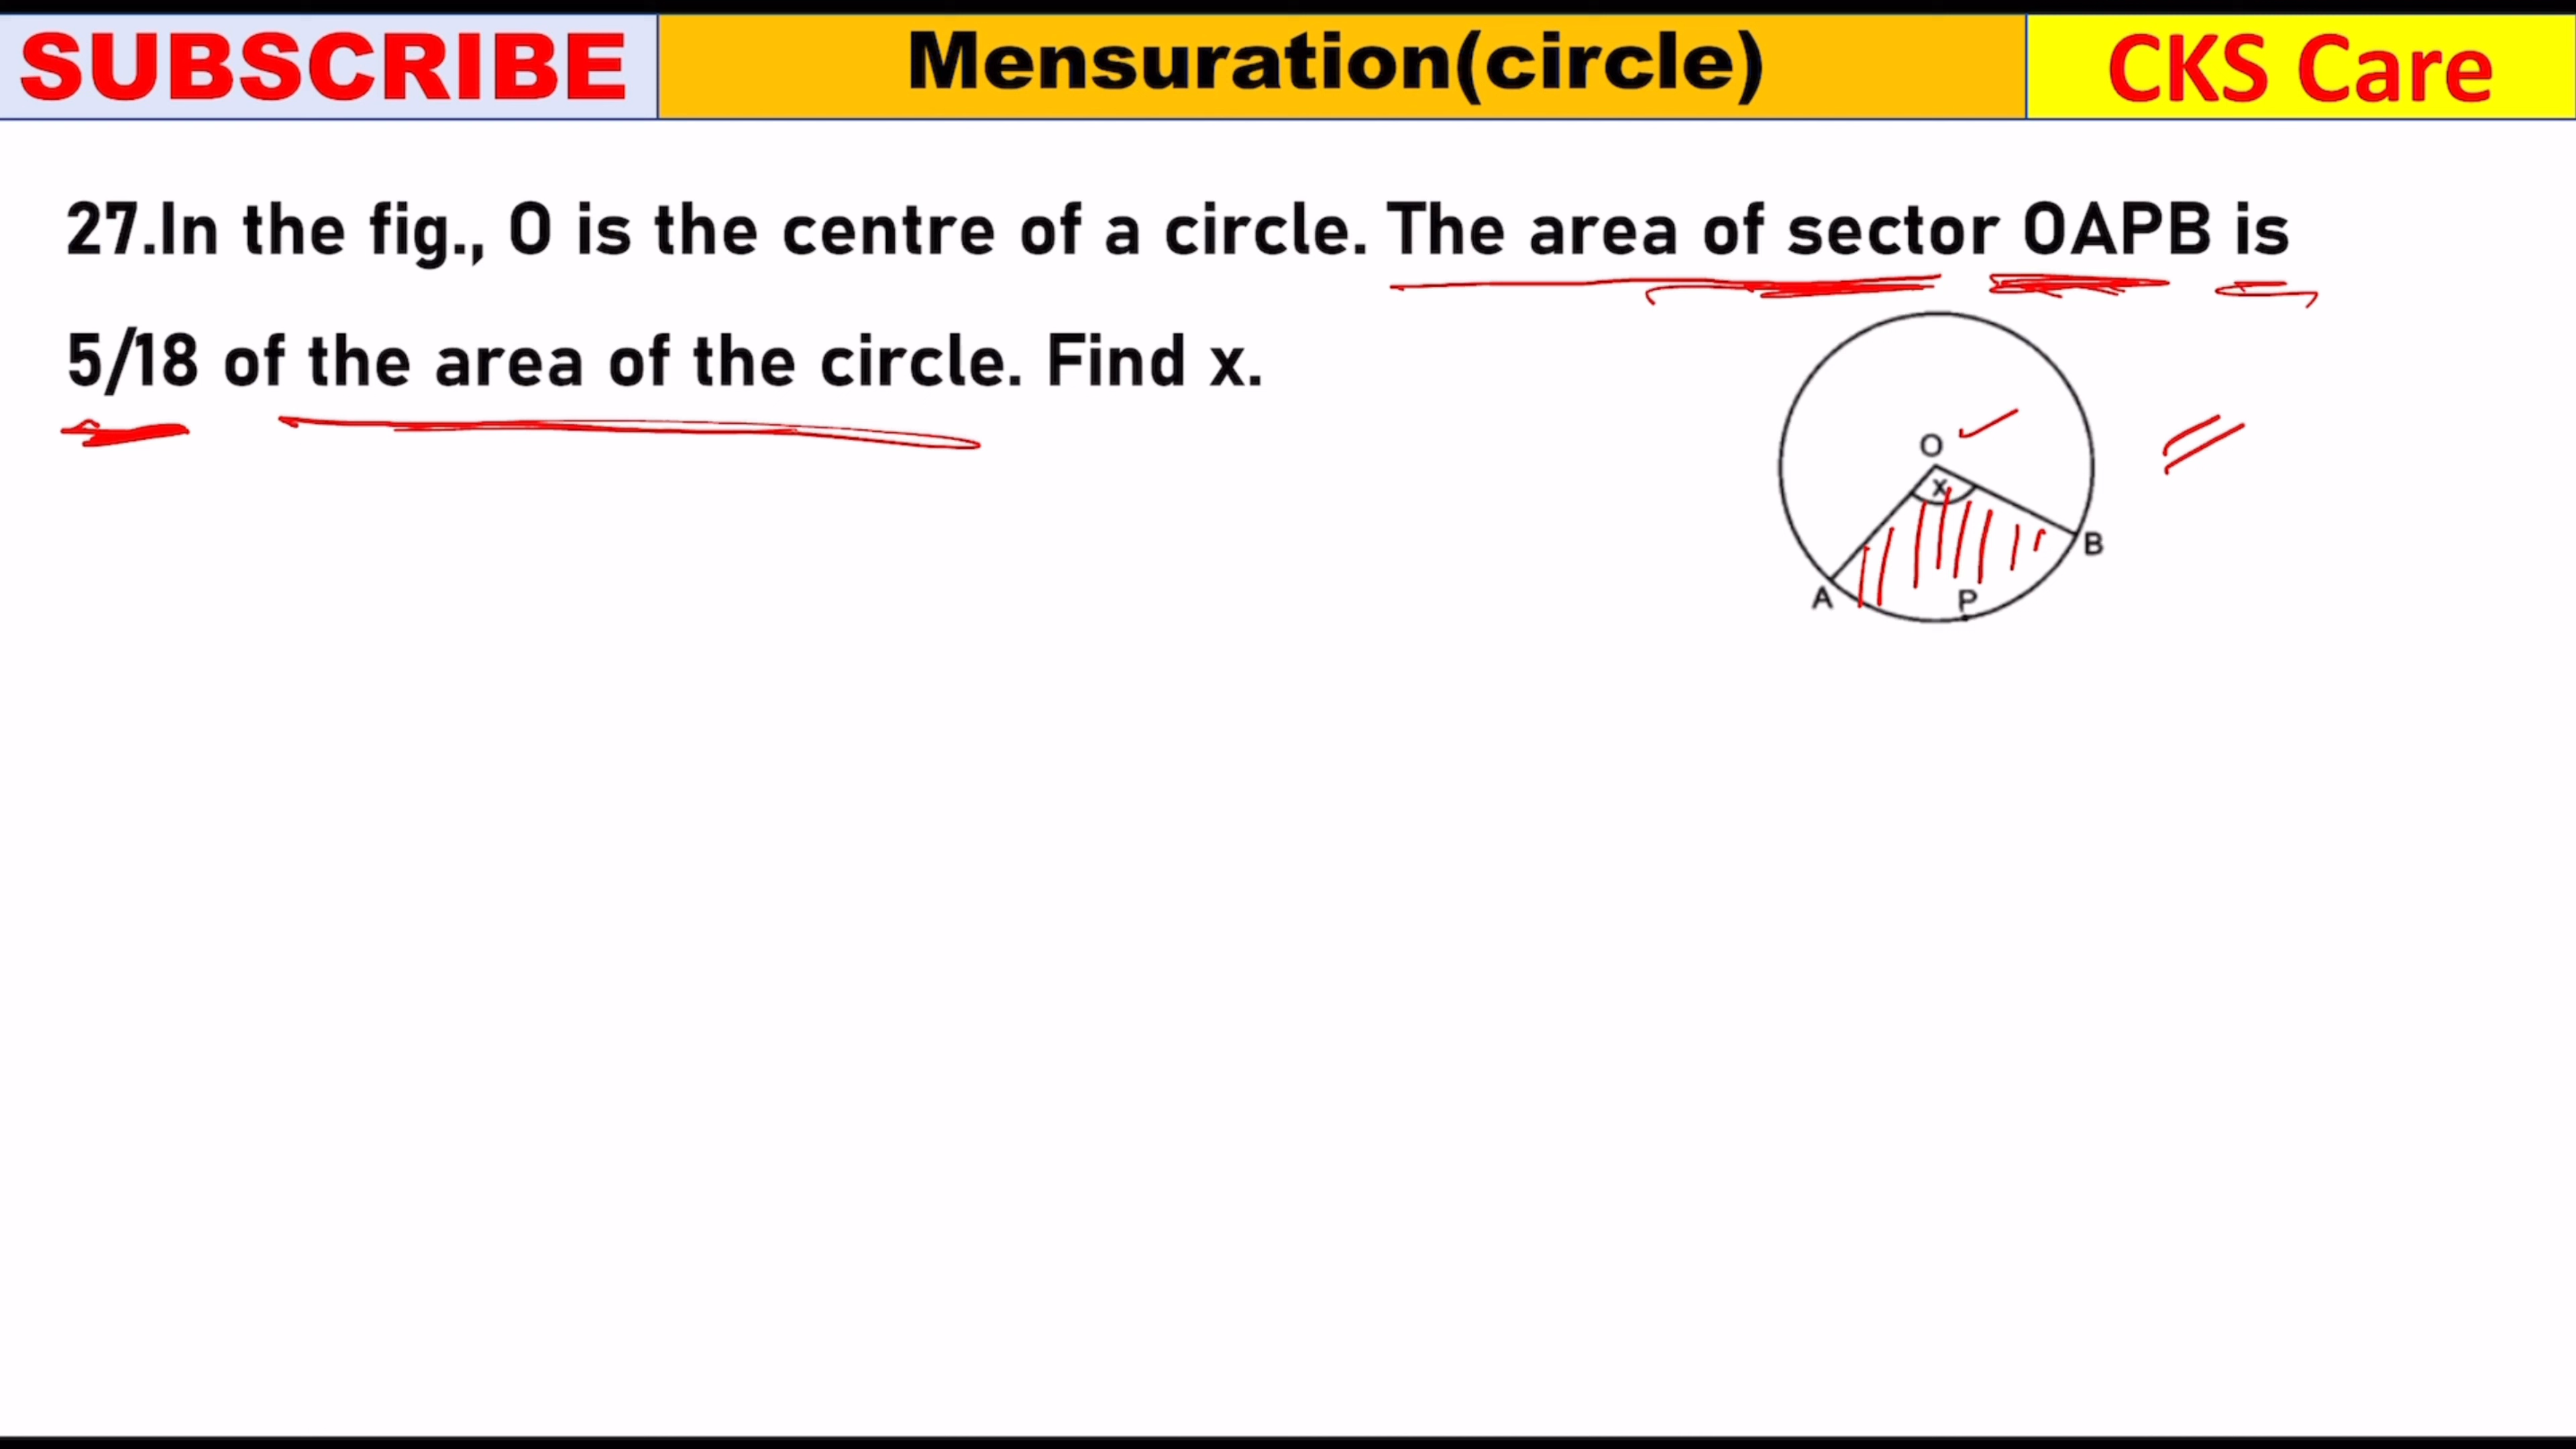 SUBSCRIBE
Mensuration(circle)
CKS Care
27.In the fig., O is the centre of a circle. The area of sector OAPB is
5/18 of the area of the circle. Find x.
O
x
B
A
P